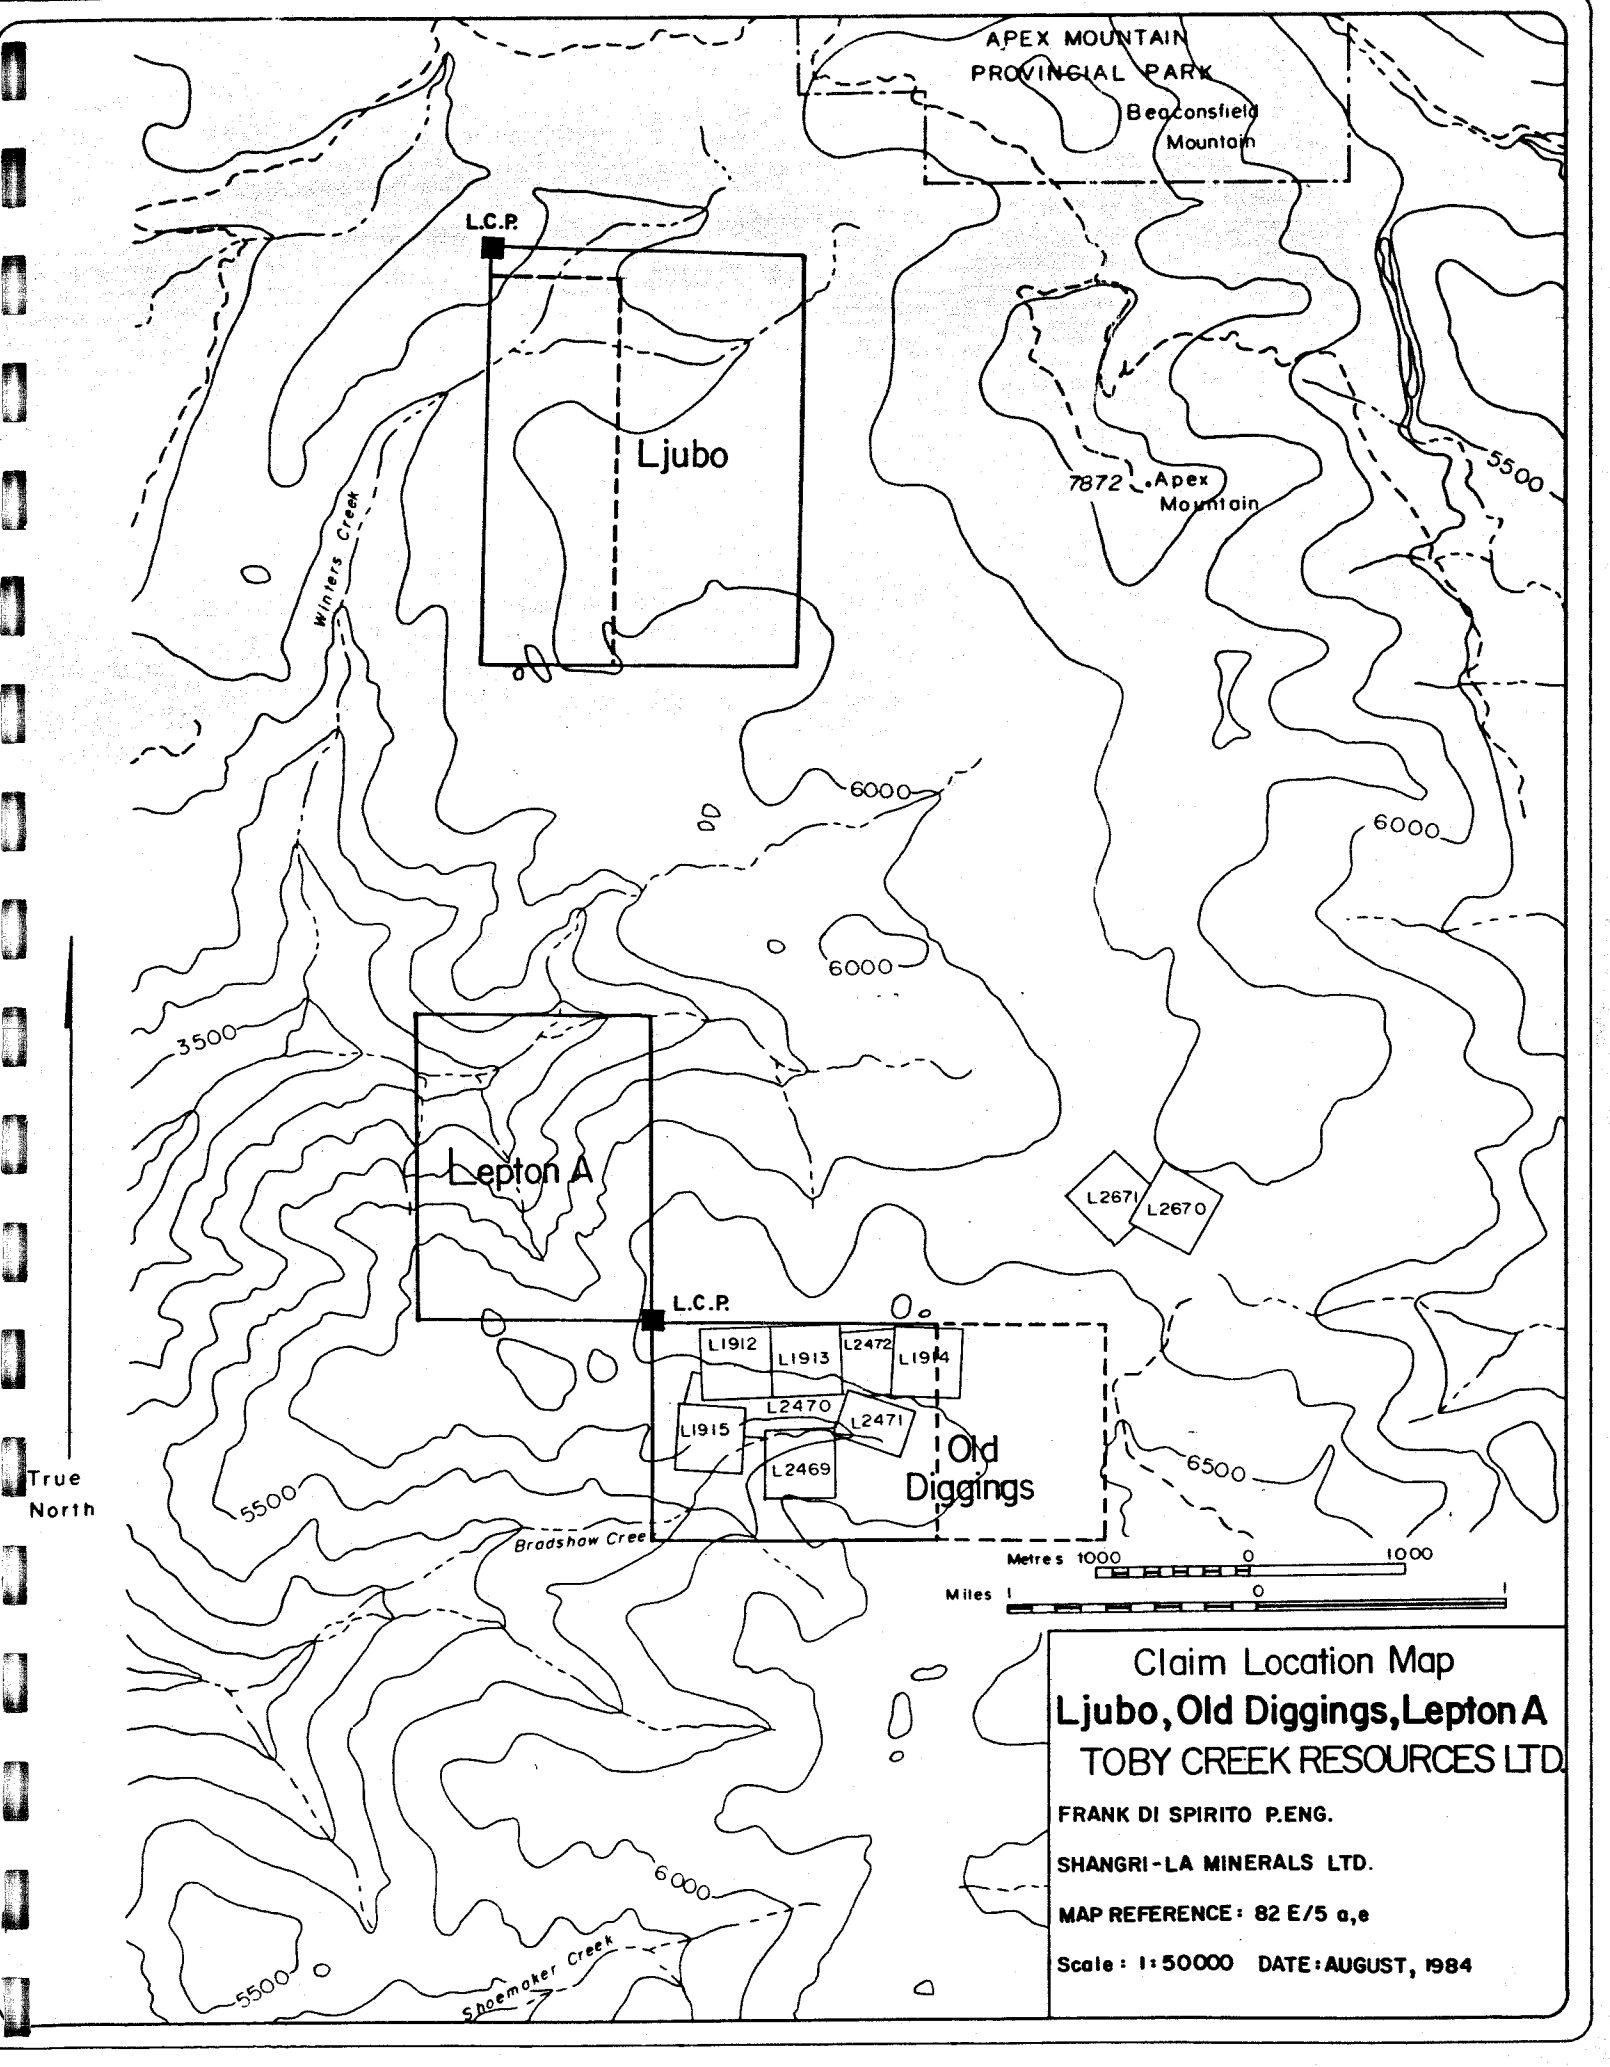 APEX MOUNTAIN
PROVINCIAL PARK
Beaconsfield
Mountain
L.C.P.
Ljubo
5500
7872 Apex
Mountain
Winters Creek
6000
6000
6000
3500
Lepton A
L2671
L2670
L.C.P.
L1912
L1913
L2472
L1914
L2470
L2471
L1915
L2469
Old
Diggings
6500
True
North
5500
Bradshaw Cree
Metres 1000 0 1000
Miles 1 0 1
6000
5500
Shoemaker Creek
Claim Location Map
Ljubo, Old Diggings, Lepton A
TOBY CREEK RESOURCES LTD.
FRANK DI SPIRITO P.ENG.
SHANGRI-LA MINERALS LTD.
MAP REFERENCE: 82 E/5 a,e
Scale: 1:50000 DATE: AUGUST, 1984